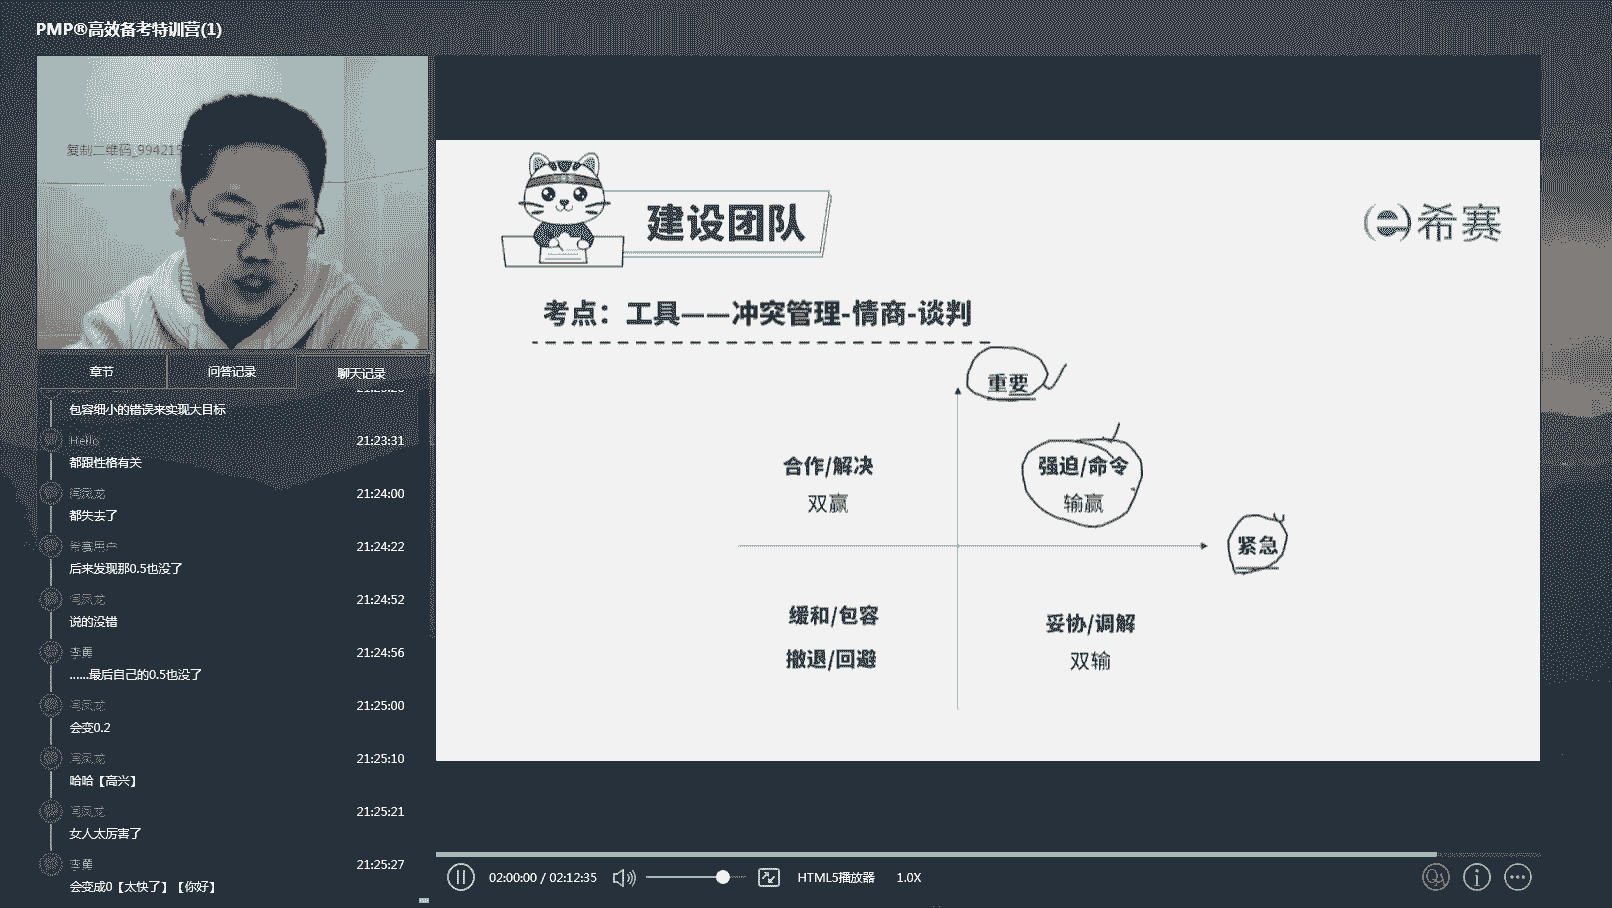 PMP®高效备考特训营(1)
复制二维码_99421
章节
问答记录
聊天记录
包容细小的错误来实现大目标
Hello
21:23:31
都跟性格有关
冯凤龙
21:24:00
都失去了
希赛用户
21:24:22
后来发现那0.5也没了
冯凤龙
21:24:52
说的没错
李勇
21:24:56
......最后自己的0.5也没了
冯凤龙
21:25:00
会变0.2
冯凤龙
21:25:10
哈哈【高兴】
冯凤龙
21:25:21
女人太厉害了
李勇
21:25:27
会变成0【太快了】【你好】
建设团队
希赛
考点：工具——冲突管理-情商-谈判
重要
合作/解决
双赢
强迫/命令
输赢
紧急
缓和/包容
撤退/回避
妥协/调解
双输
02:00:00 / 02:12:35
HTML5播放器
1.0X
QA